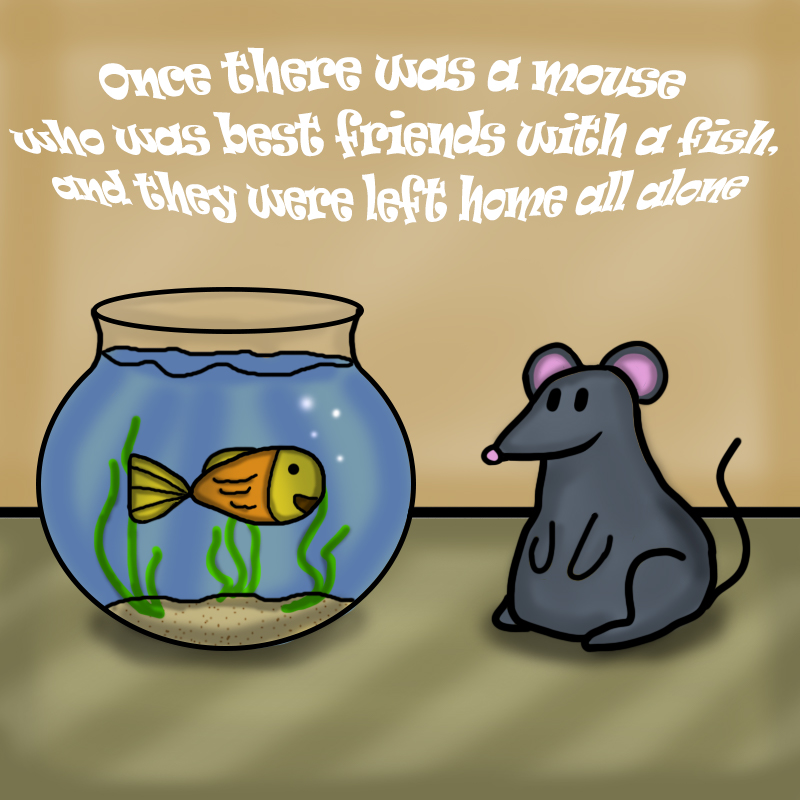 Once there was a mouse
who was best friends with a fish,
and they were left home all alone